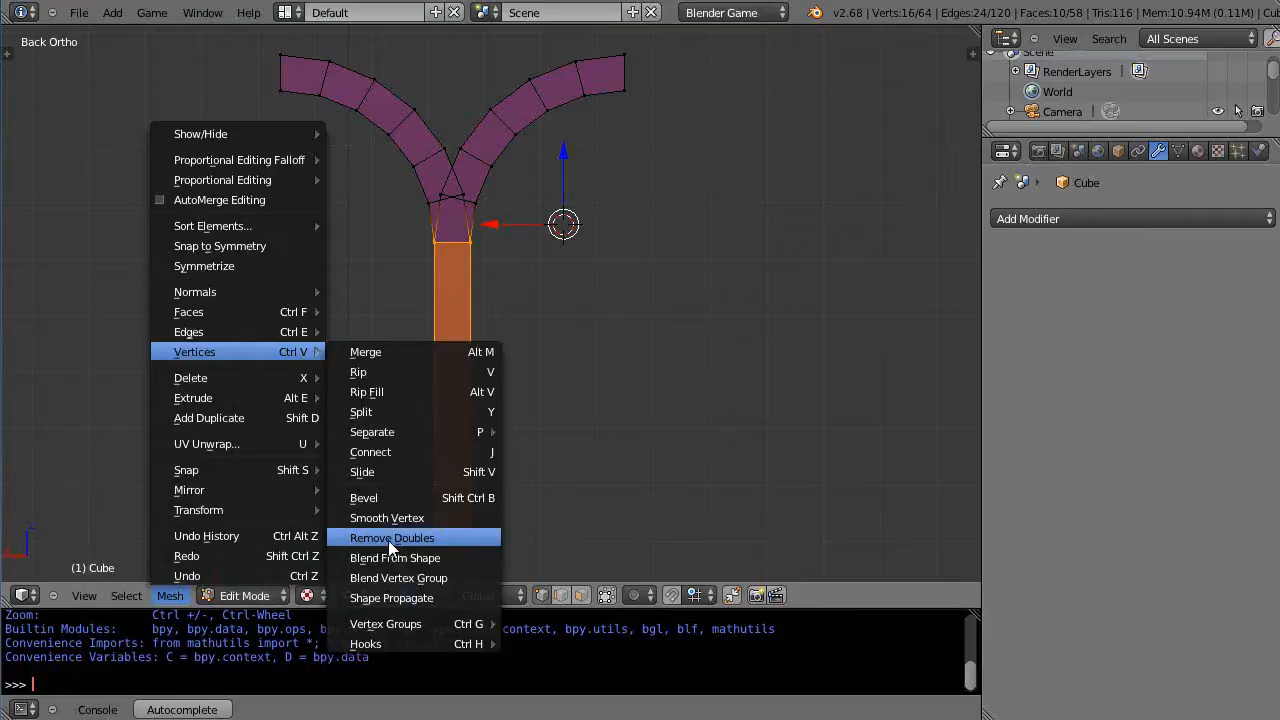 File Add Game Window Help Default Scene Blender Game v2.68 | Verts:16/64 | Edges:24/120 | Faces:10/58 | Tris:116 | Mem:10.94M (0.11M) | Cub
Back Ortho
View Search All Scenes
Scene
RenderLayers
World
Camera
Cube
Add Modifier
Show/Hide
Proportional Editing Falloff
Proportional Editing
AutoMerge Editing
Sort Elements...
Snap to Symmetry
Symmetrize
Normals
Faces Ctrl F
Edges Ctrl E
Vertices Ctrl V
Delete X
Extrude Alt E
Add Duplicate Shift D
UV Unwrap... U
Snap Shift S
Mirror
Transform
Undo History Ctrl Alt Z
Redo Shift Ctrl Z
Undo Ctrl Z
Merge Alt M
Rip V
Rip Fill Alt V
Split Y
Separate P
Connect J
Slide Shift V
Bevel Shift Ctrl B
Smooth Vertex
Remove Doubles
Blend From Shape
Blend Vertex Group
Shape Propagate
Vertex Groups Ctrl G
Hooks Ctrl H
(1) Cube
View Select Mesh Edit Mode Global
Zoom: Ctrl +/-, Ctrl-Wheel
Builtin Modules: bpy, bpy.data, bpy.ops, context, bpy.utils, bgl, blf, mathutils
Convenience Imports: from mathutils import *;
Convenience Variables: C = bpy.context, D = bpy.data
>>>
Console Autocomplete